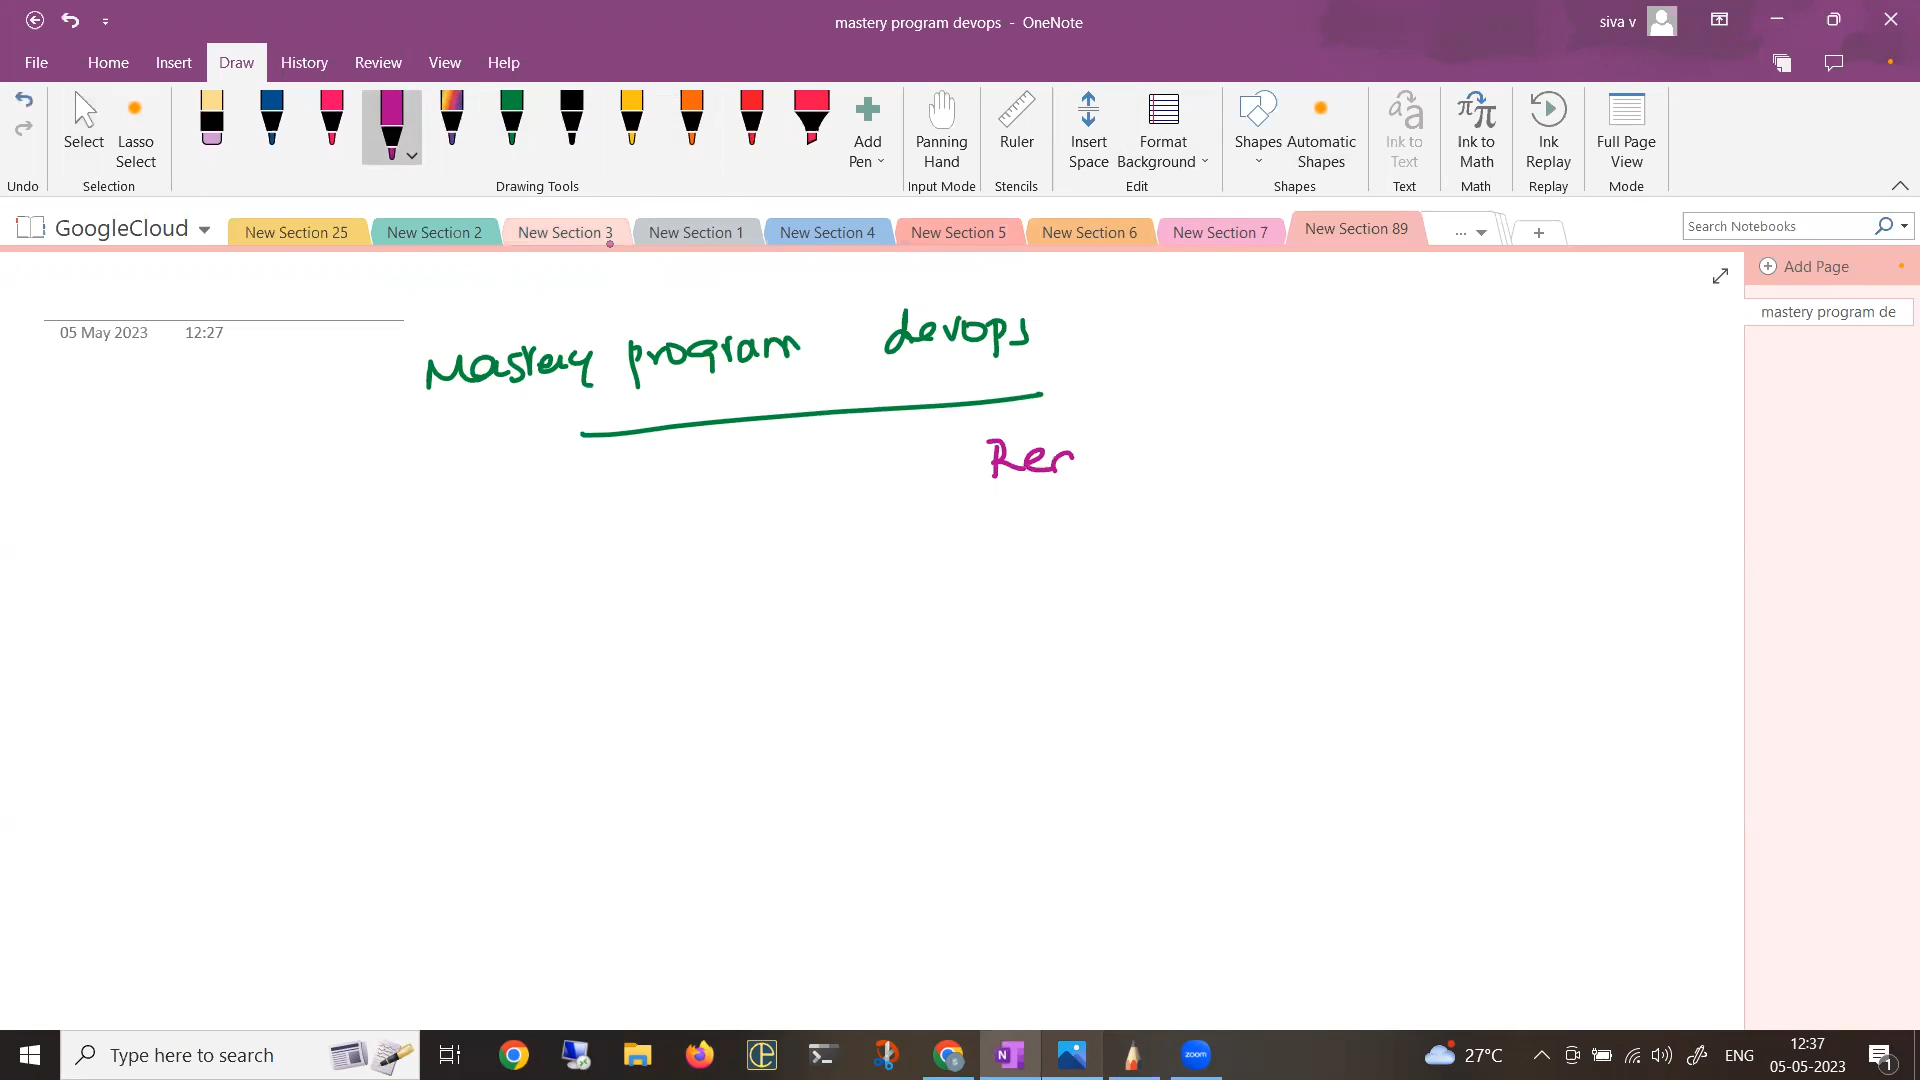 mastery program devops - OneNote
siva v
File Home Insert Draw History Review View Help
Select
Lasso Select
Add Pen
Panning Hand
Ruler
Insert Space
Format Background
Shapes
Automatic Shapes
Ink to Text
Ink to Math
Ink Replay
Full Page View
Undo Selection Drawing Tools Input Mode Stencils Edit Shapes Text Math Replay Mode
GoogleCloud New Section 25 New Section 2 New Section 3 New Section 1 New Section 4 New Section 5 New Section 6 New Section 7 New Section 89 ... + Search Notebooks
Add Page
mastery program de
05 May 2023 12:27
Mastery program devops
Rer
Type here to search
zoom
27°C
ENG
12:37
05-05-2023
1